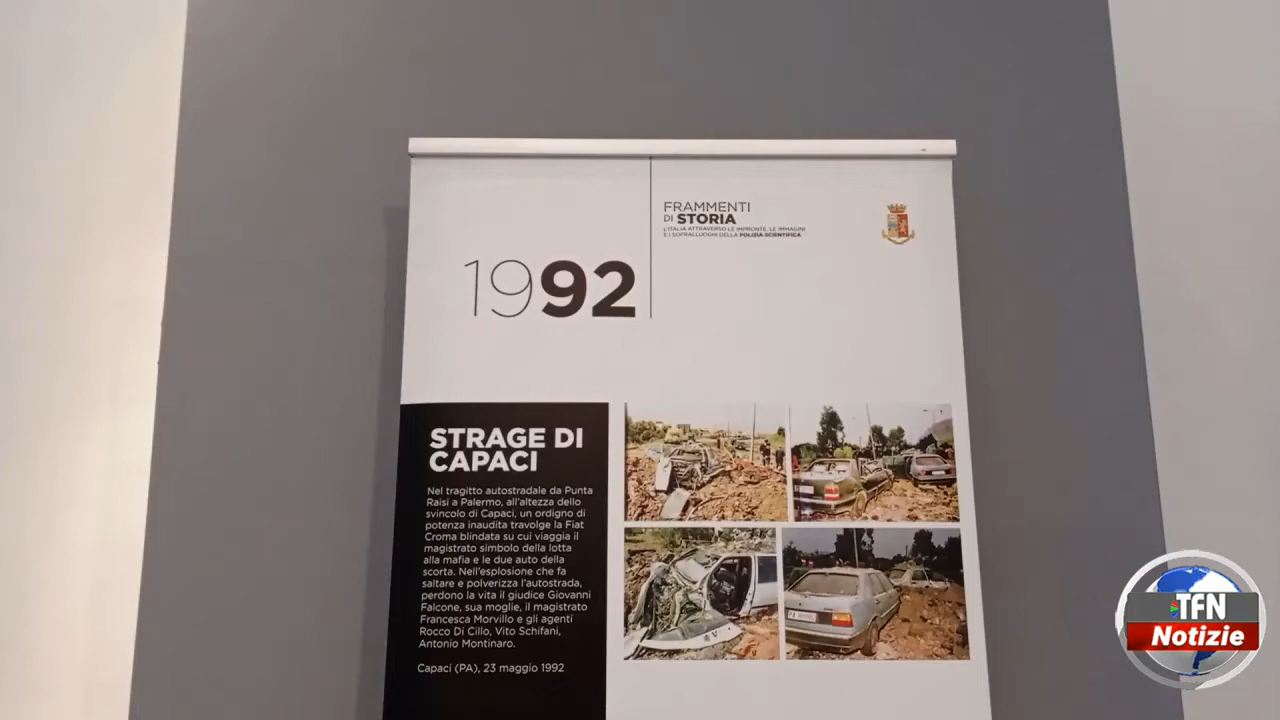 FRAMMENTI
DI STORIA
L'ITALIA ATTRAVERSO LE IMPRONTE, LE IMMAGINI
E I SOPRALLUOGHI DELLA POLIZIA SCIENTIFICA
1992
STRAGE DI
CAPACI
Nel tragitto autostradale da Punta
Raisi a Palermo, all'altezza dello
svincolo di Capaci, un ordigno di
potenza inaudita travolge la Fiat
Croma blindata su cui viaggia il
magistrato simbolo della lotta
alla mafia e le due auto della
scorta. Nell'esplosione che fa
saltare e polverizza l'autostrada,
perdono la vita il giudice Giovanni
Falcone, sua moglie, il magistrato
Francesca Morvillo e gli agenti
Rocco Di Cillo, Vito Schifani,
Antonio Montinaro.
Capaci (PA), 23 maggio 1992
TFN
Notizie